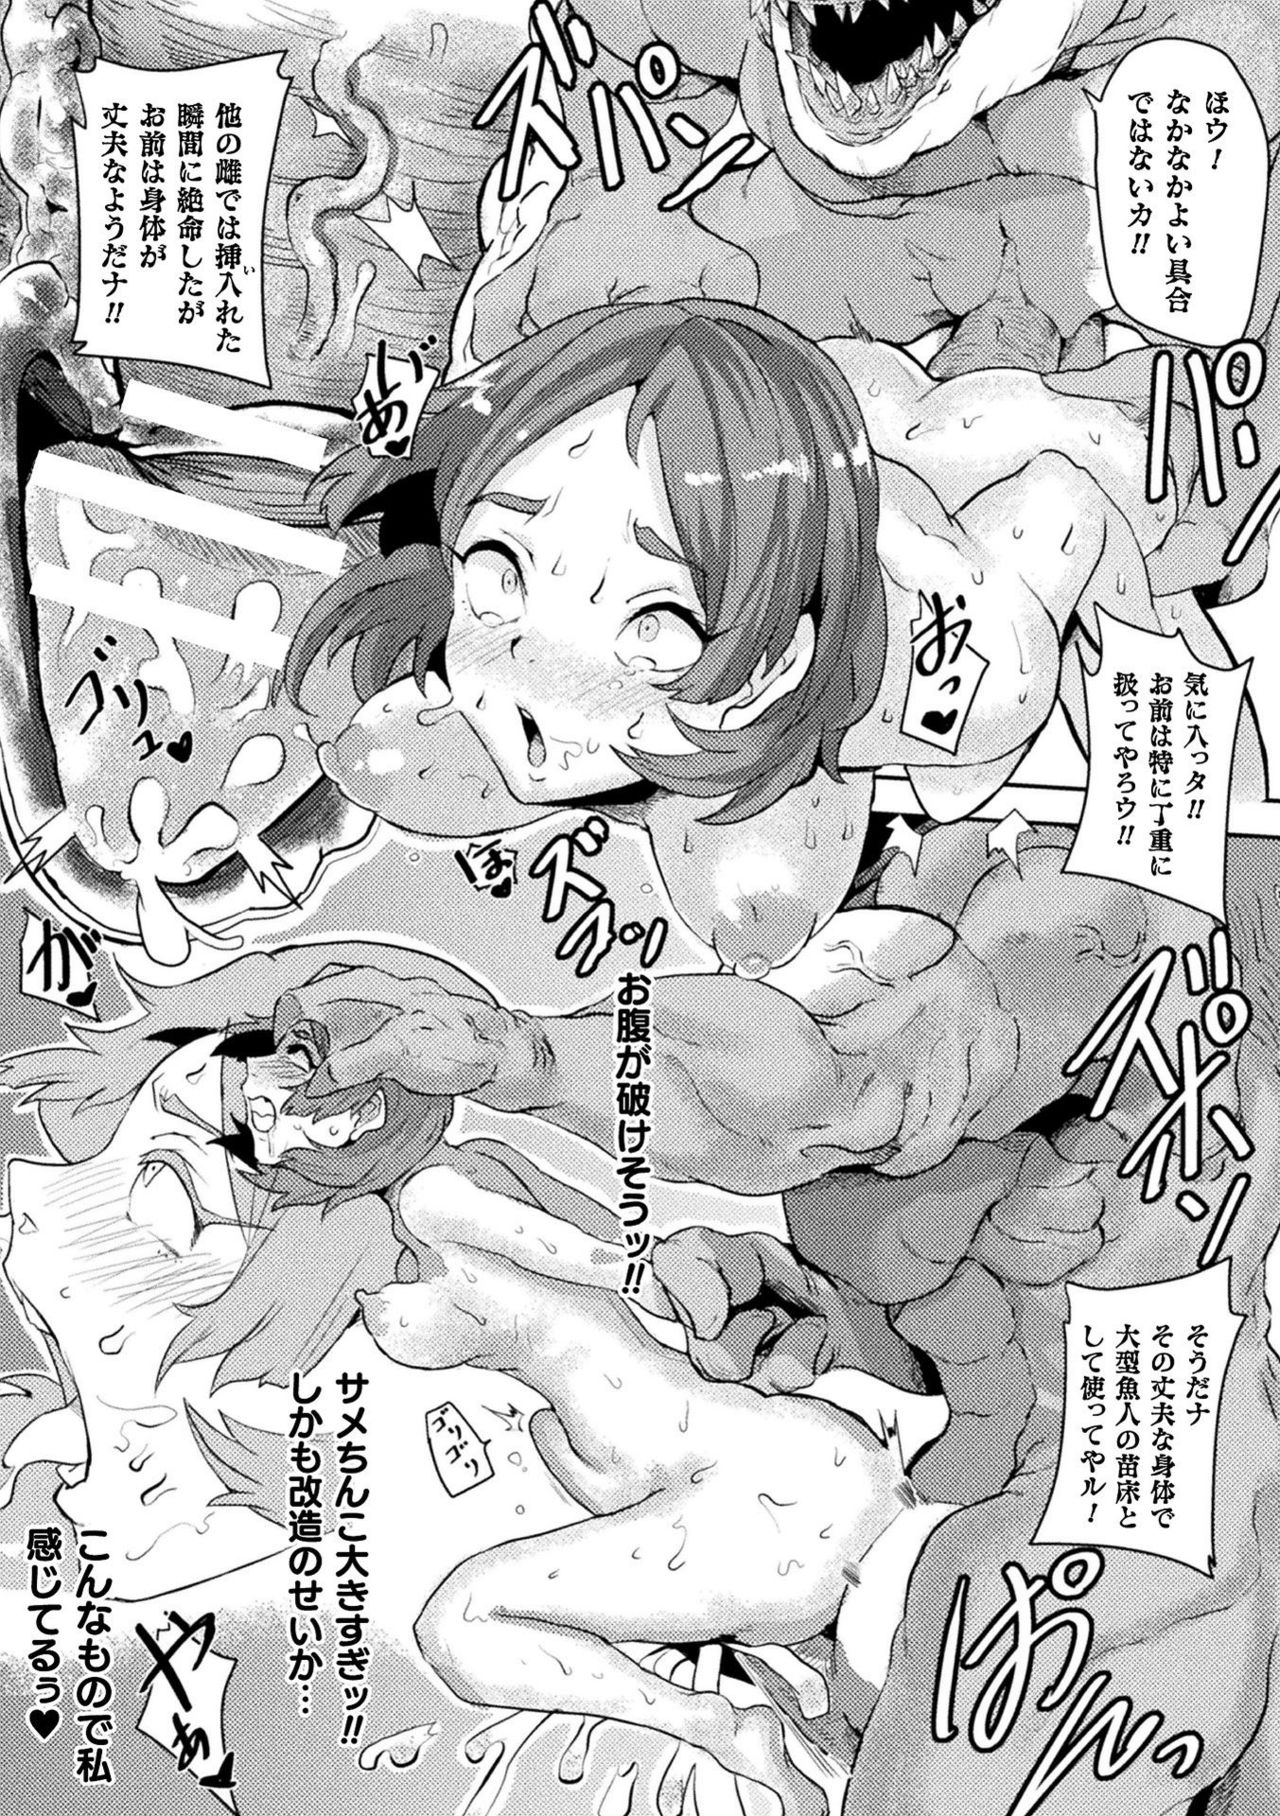 ほウ！
なかなかよい具合
ではないカ!!
ズパパン
パン
他の雌では挿入れた
い
瞬間に絶命したが
お前は身体が
丈夫なようだナ!!
あ゛♥
おっ♥
ゴリュ♥
気に入っタ!!
お前は特に丁重に
扱ってやろウ!!
ほぉ♥
お腹が破けそうッ!!
ズポォン
が♥
そうだナ
その丈夫な身体で
大型魚人の苗床と
して使ってやル！
ゴリゴリ
サメちんこ大きすぎッ!!
しかも改造のせいか…
ぱぁんっ
こんなもので私
感じてるぅ♥
やぁ♥